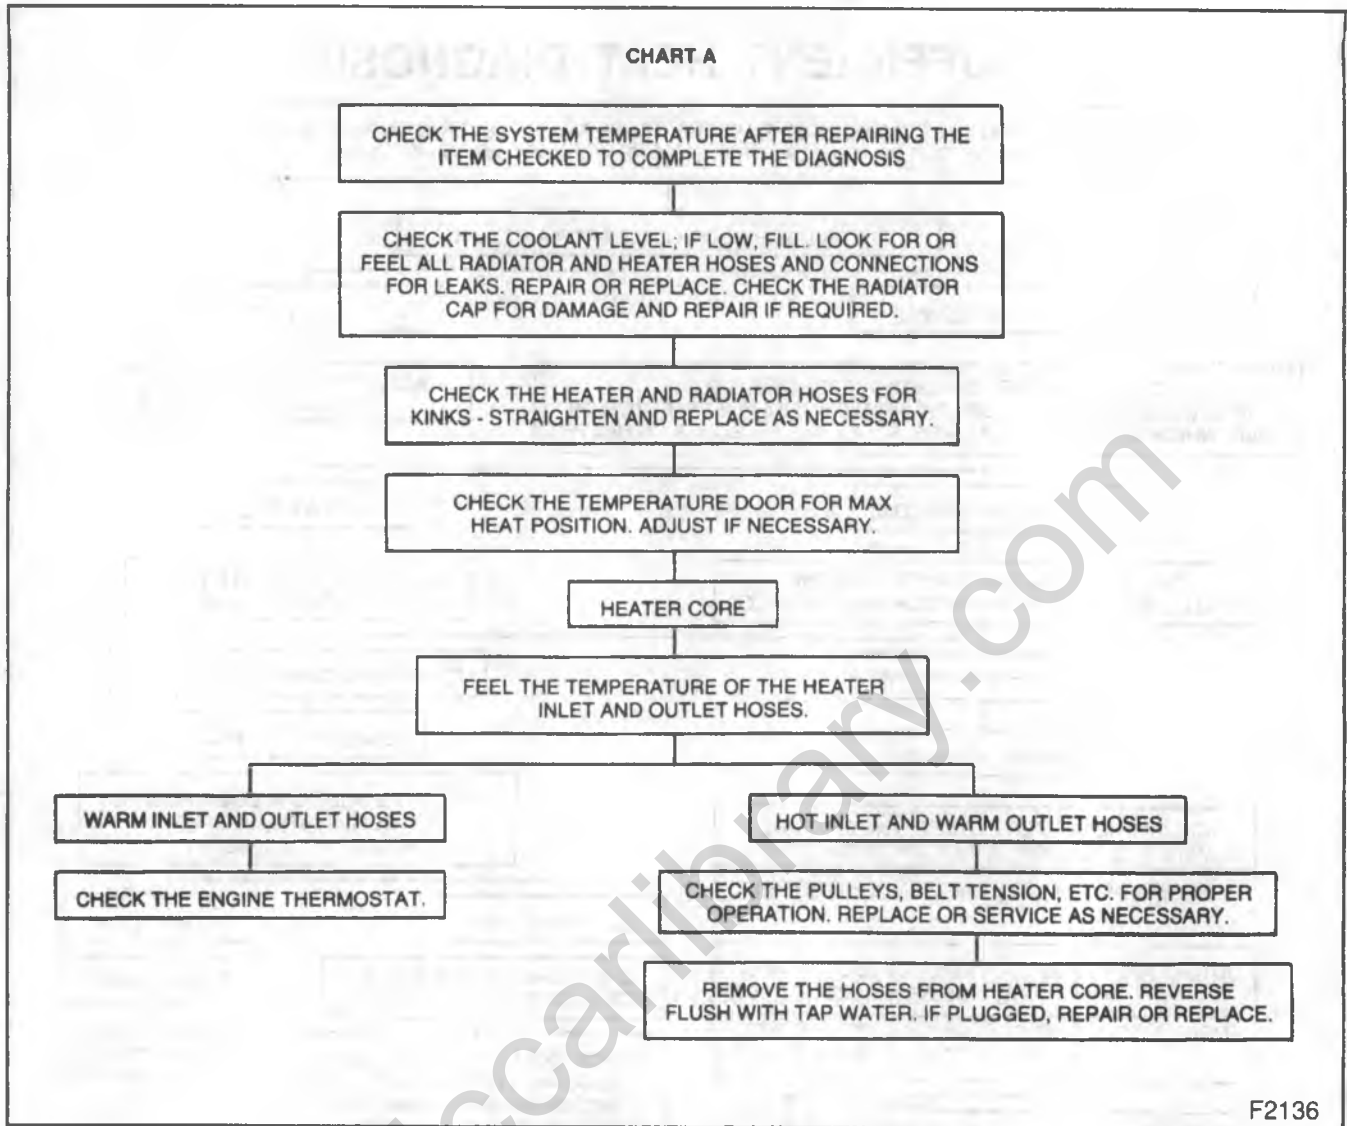 CHART A
CHECK THE SYSTEM TEMPERATURE AFTER REPAIRING THE
ITEM CHECKED TO COMPLETE THE DIAGNOSIS
CHECK THE COOLANT LEVEL; IF LOW, FILL. LOOK FOR OR
FEEL ALL RADIATOR AND HEATER HOSES AND CONNECTIONS
FOR LEAKS. REPAIR OR REPLACE. CHECK THE RADIATOR
CAP FOR DAMAGE AND REPAIR IF REQUIRED.
CHECK THE HEATER AND RADIATOR HOSES FOR
KINKS - STRAIGHTEN AND REPLACE AS NECESSARY.
CHECK THE TEMPERATURE DOOR FOR MAX
HEAT POSITION. ADJUST IF NECESSARY.
HEATER CORE
FEEL THE TEMPERATURE OF THE HEATER
INLET AND OUTLET HOSES.
WARM INLET AND OUTLET HOSES
CHECK THE ENGINE THERMOSTAT.
HOT INLET AND WARM OUTLET HOSES
CHECK THE PULLEYS, BELT TENSION, ETC. FOR PROPER
OPERATION. REPLACE OR SERVICE AS NECESSARY.
REMOVE THE HOSES FROM HEATER CORE. REVERSE
FLUSH WITH TAP WATER. IF PLUGGED, REPAIR OR REPLACE.
F2136
iccarlibrary.com